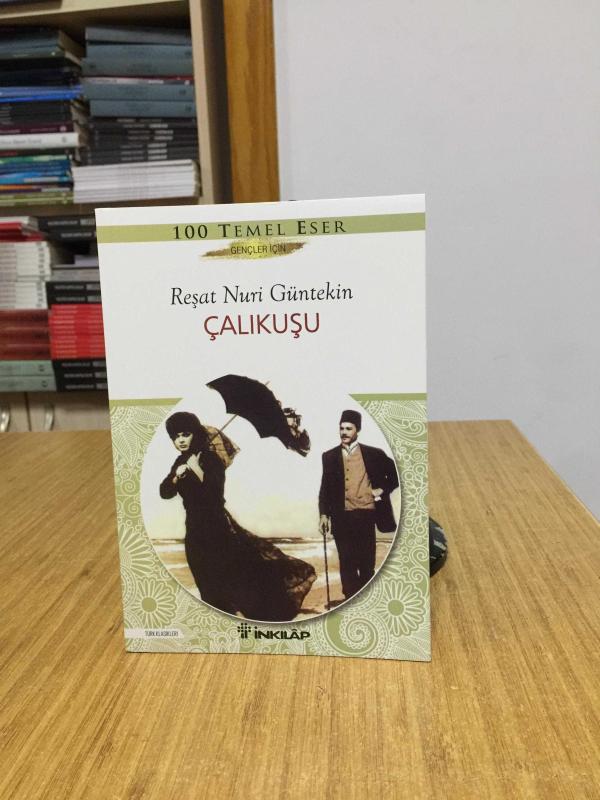 100 TEMEL ESER
GENÇLER İÇİN
Reşat Nuri Güntekin
ÇALIKUŞU
TÜRK KLASİKLERİ
İNKILÂP